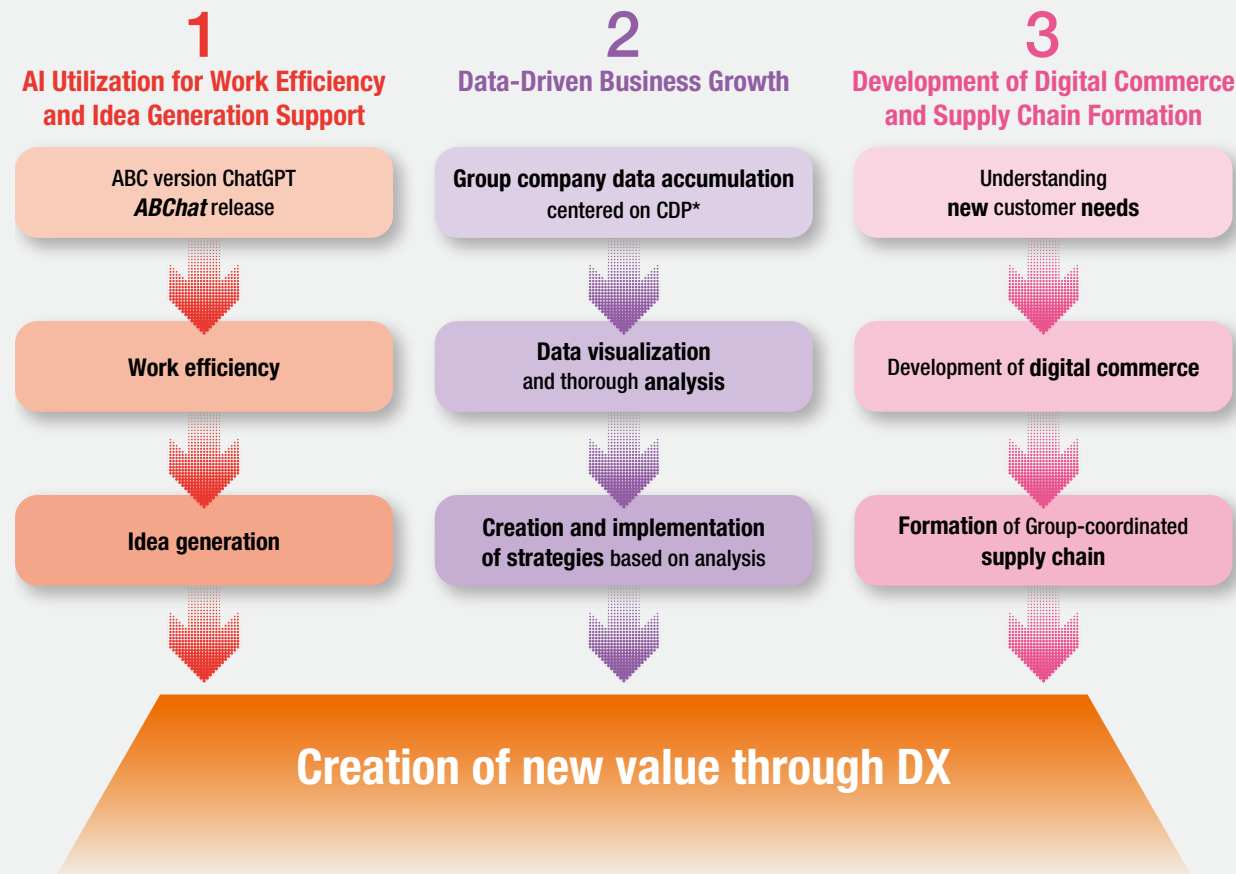 1
AI Utilization for Work Efficiency
and Idea Generation Support
ABC version ChatGPT
ABChat release
Work efficiency
Idea generation
2
Data-Driven Business Growth
Group company data accumulation
centered on CDP*
Data visualization
and thorough analysis
Creation and implementation
of strategies based on analysis
3
Development of Digital Commerce
and Supply Chain Formation
Understanding
new customer needs
Development of digital commerce
Formation of Group-coordinated
supply chain
Creation of new value through DX